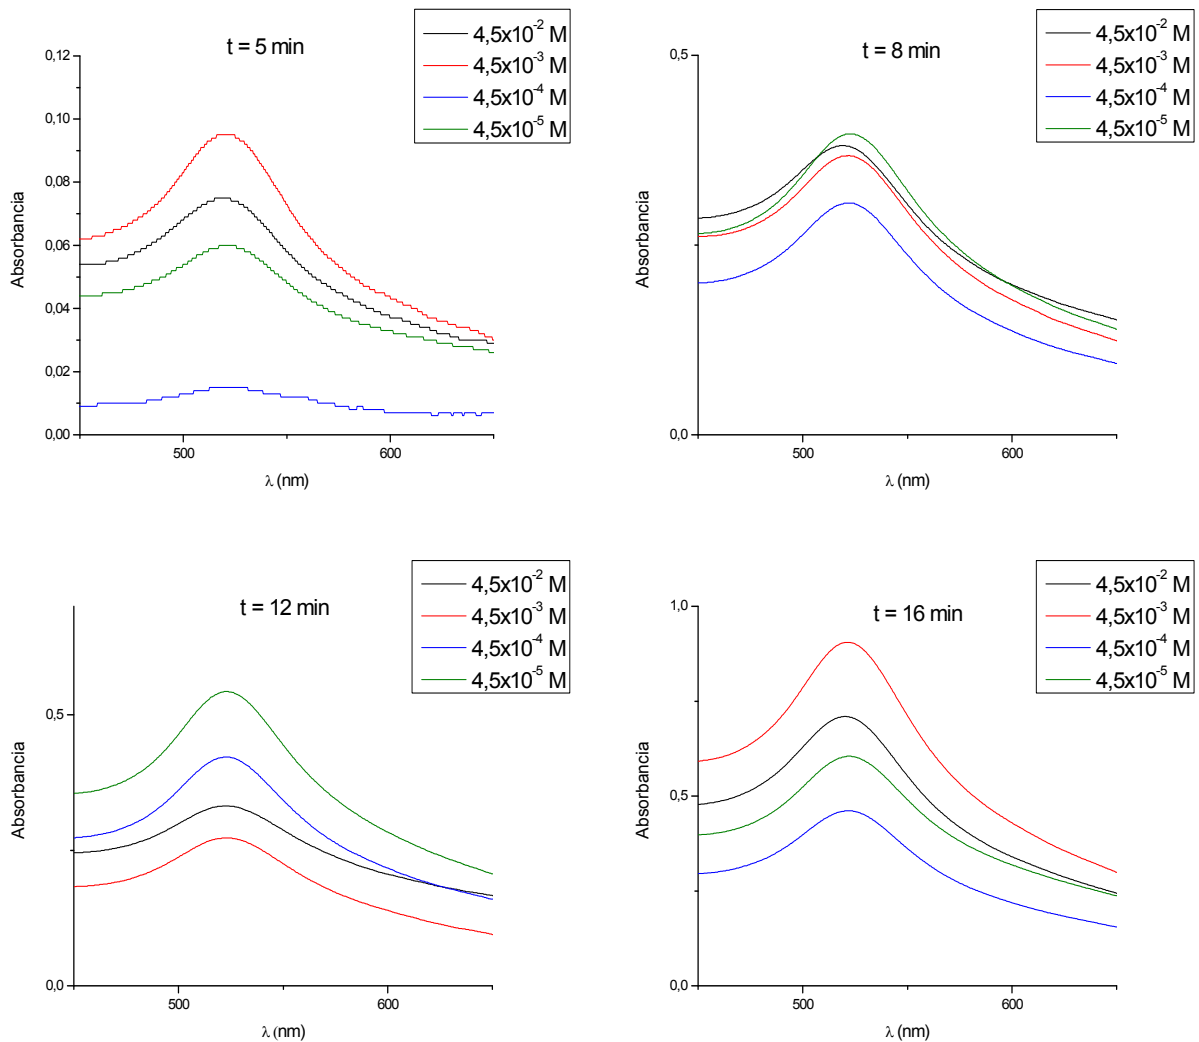 t = 5 min
4,5x10⁻² M
4,5x10⁻³ M
4,5x10⁻⁴ M
4,5x10⁻⁵ M
0,12
0,10
0,08
0,06
0,04
0,02
0,00
Absorbancia
500
600
λ (nm)
t = 8 min
4,5x10⁻² M
4,5x10⁻³ M
4,5x10⁻⁴ M
4,5x10⁻⁵ M
0,5
0,0
Absorbancia
500
600
λ (nm)
t = 12 min
4,5x10⁻² M
4,5x10⁻³ M
4,5x10⁻⁴ M
4,5x10⁻⁵ M
0,5
0,0
Absorbancia
500
600
λ (nm)
t = 16 min
4,5x10⁻² M
4,5x10⁻³ M
4,5x10⁻⁴ M
4,5x10⁻⁵ M
1,0
0,5
0,0
Absorbancia
500
600
λ (nm)